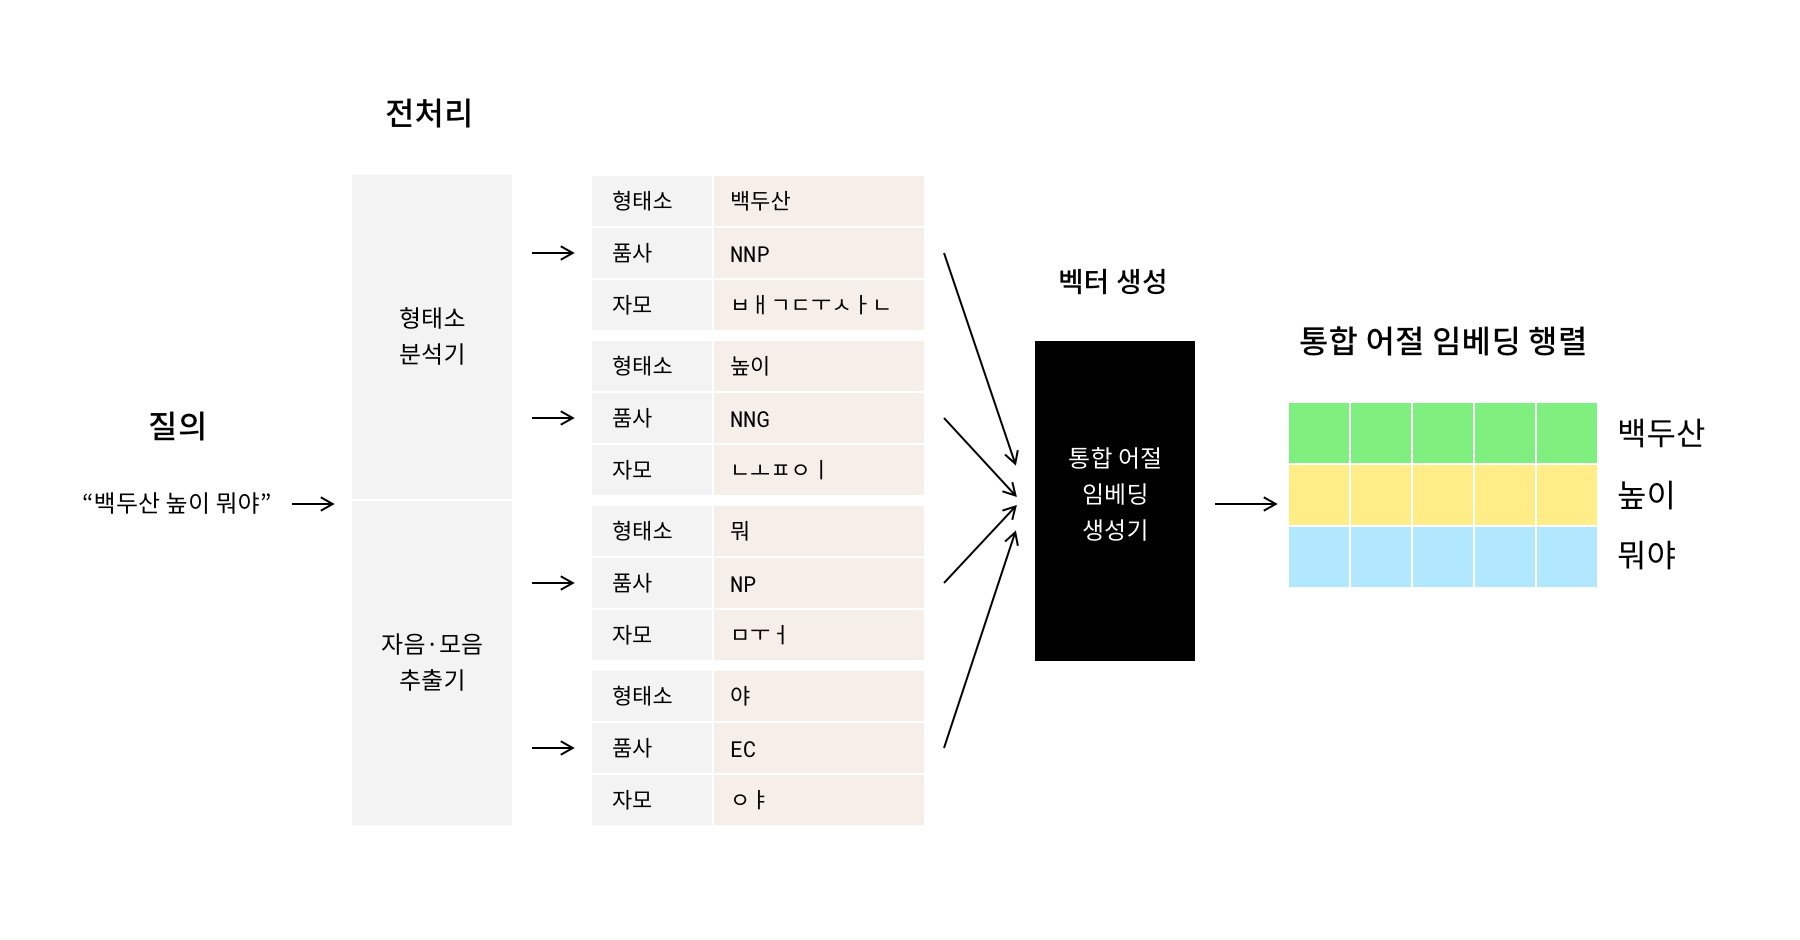 전처리
질의
“백두산 높이 뭐야”
형태소
분석기
자음·모음
추출기
형태소 백두산
품사 NNP
자모 ㅂㅐㄱㄷㅜㅅㅏㄴ
형태소 높이
품사 NNG
자모 ㄴㅗㅍㅇㅣ
형태소 뭐
품사 NP
자모 ㅁㅜㅓ
형태소 야
품사 EC
자모 ㅇㅑ
벡터 생성
통합 어절
임베딩
생성기
통합 어절 임베딩 행렬
백두산
높이
뭐야